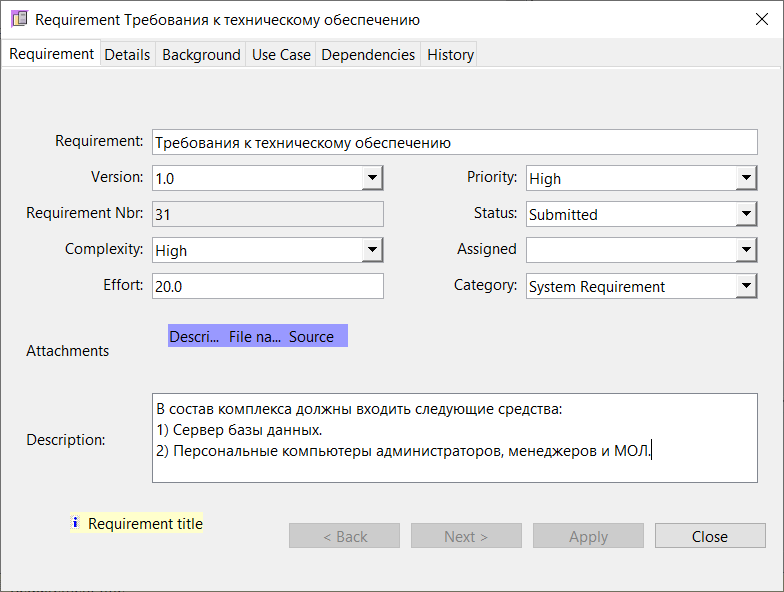 Requirement Требования к техническому обеспечению
Requirement Details Background Use Case Dependencies History
Requirement: Требования к техническому обеспечению
Version: 1.0 Priority: High
Requirement Nbr: 31 Status: Submitted
Complexity: High Assigned
Effort: 20.0 Category: System Requirement
Attachments Descri... File na... Source
Description: В состав комплекса должны входить следующие средства:
1) Сервер базы данных.
2) Персональные компьютеры администраторов, менеджеров и МОЛ.
i Requirement title
< Back Next > Apply Close